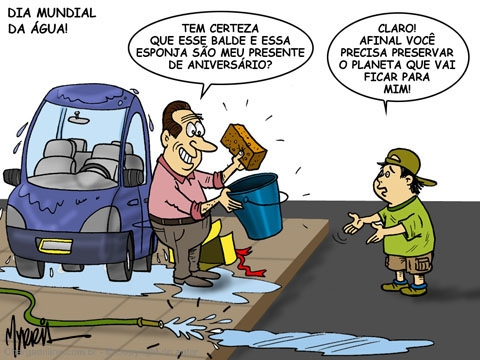 DIA MUNDIAL
DA ÁGUA!
TEM CERTEZA
QUE ESSE BALDE E ESSA
ESPONJA SÃO MEU PRESENTE
DE ANIVERSÁRIO?
CLARO!
AFINAL VOCÊ
PRECISA PRESERVAR
O PLANETA QUE VAI
FICAR PARA
MIM!
MYRRIA